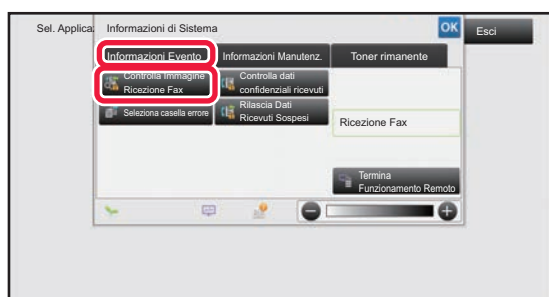 Sel. Applica
Informazioni di Sistema
OK
Esci
Informazioni Evento
Informazioni Manutenz.
Toner rimanente
Controlla Immagine
Ricezione Fax
Controlla dati
confidenziali ricevuti
Seleziona casella errore
Rilascia Dati
Ricevuti Sospesi
Ricezione Fax
Termina
Funzionamento Remoto